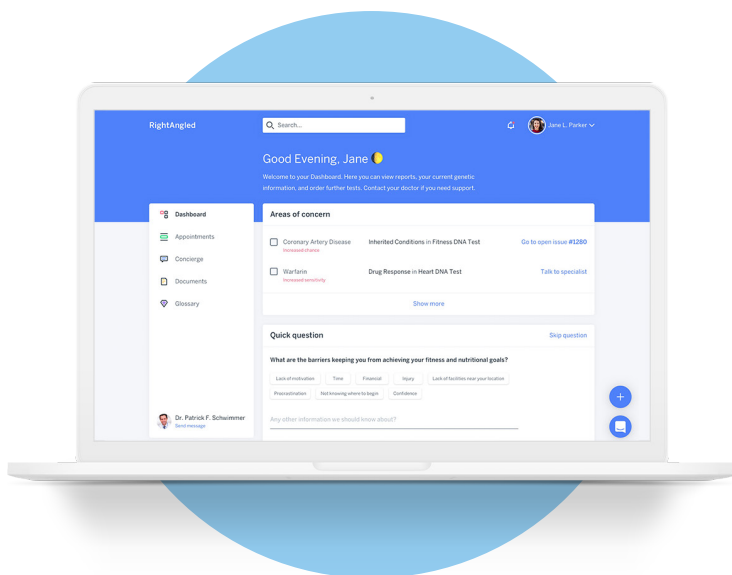 RightAngled
Search...
Jane L. Parker
Good Evening, Jane
Welcome to your Dashboard. Here you can view reports, your current genetic
information, and order further tests. Contact your doctor if you need support.
Dashboard
Appointments
Concierge
Documents
Glossary
Dr. Patrick F. Schwimmer
Send message
Areas of concern
Coronary Artery Disease
Increased chance
Inherited Conditions in Fitness DNA Test
Go to open issue #1280
Warfarin
Increased sensitivity
Drug Response in Heart DNA Test
Talk to specialist
Show more
Quick question
Skip question
What are the barriers keeping you from achieving your fitness and nutritional goals?
Lack of motivation
Time
Financial
Injury
Lack of facilities near your location
Procrastination
Not knowing where to begin
Confidence
Any other information we should know about?